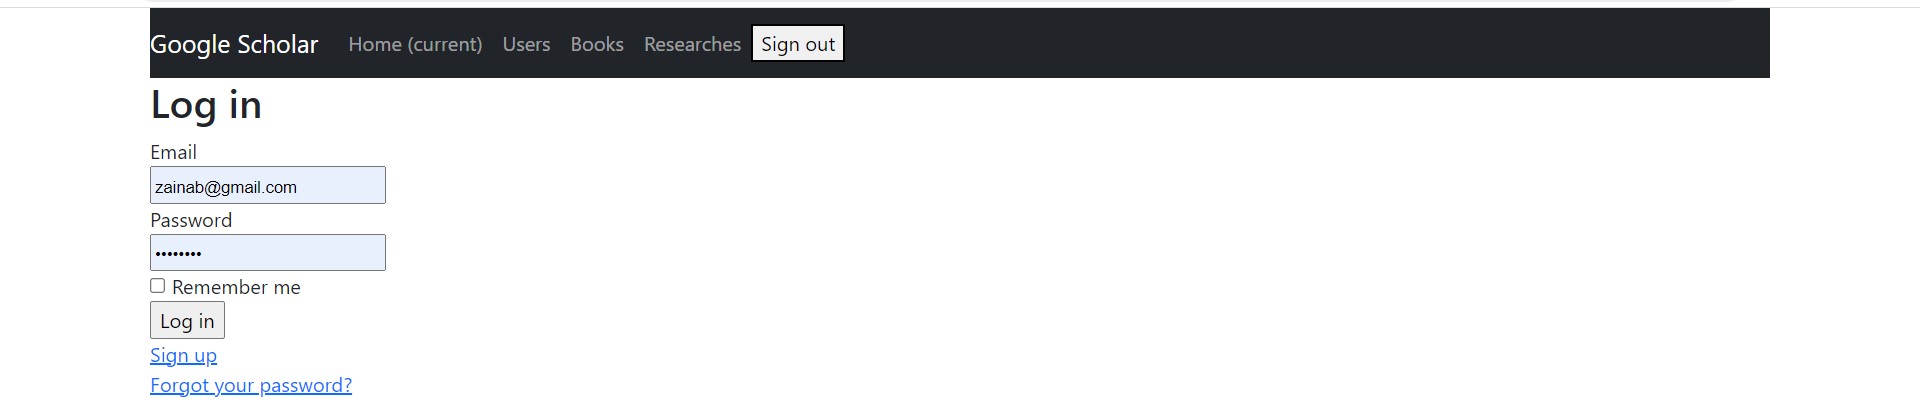 Google Scholar Home (current) Users Books Researches Sign out
Log in
Email
zainab@gmail.com
Password
••••••••
Remember me
Log in
Sign up
Forgot your password?